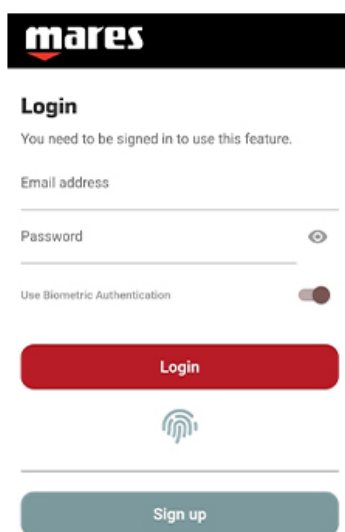 mares
Login
You need to be signed in to use this feature.
Email address
Password
Use Biometric Authentication
Login
Sign up